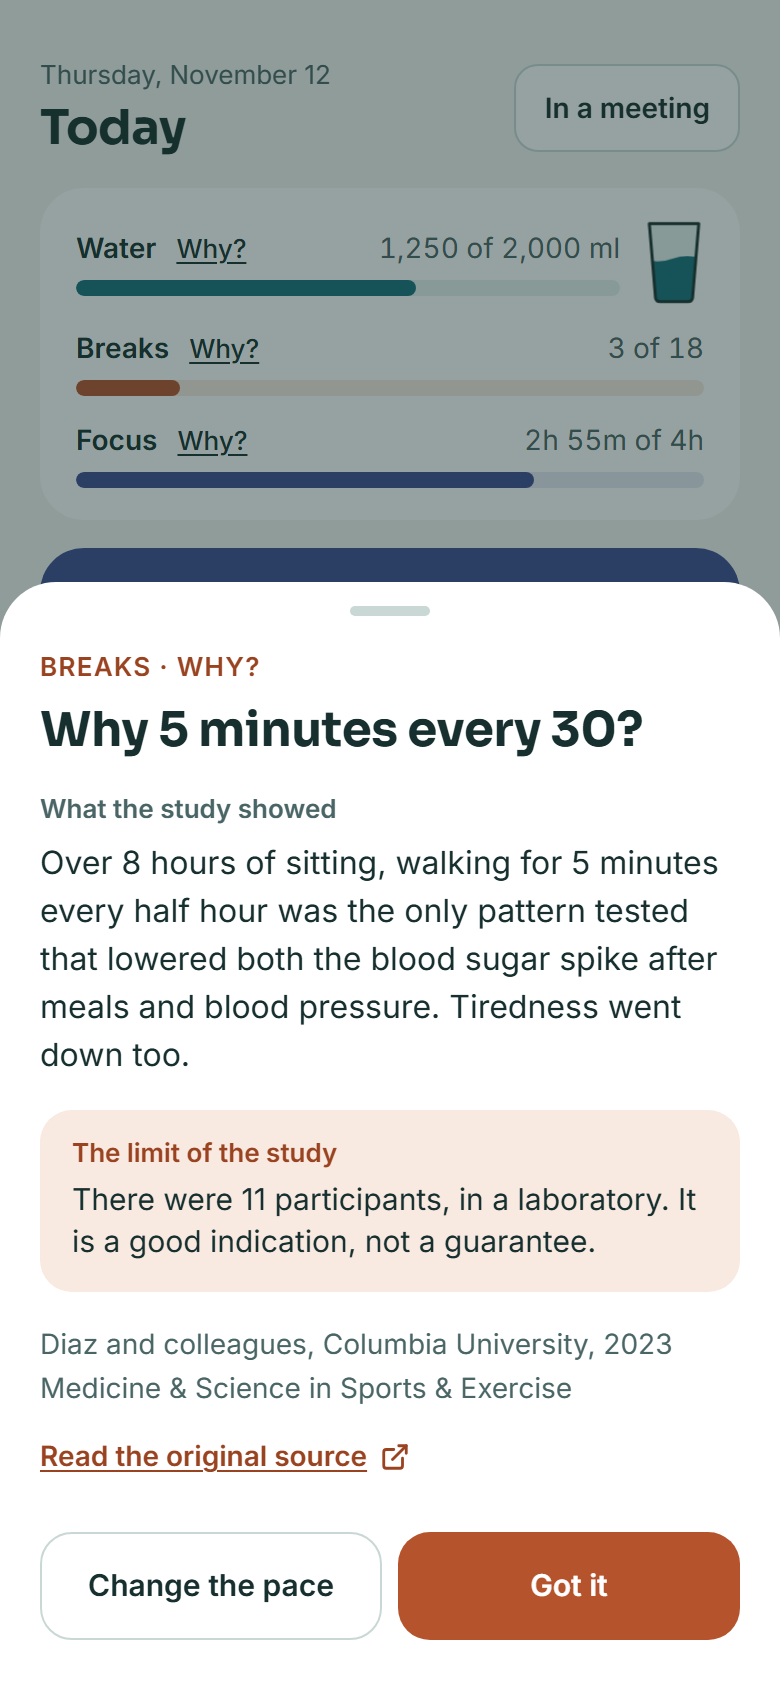 Thursday, November 12
Today
In a meeting
Water Why? 1,250 of 2,000 ml
Breaks Why? 3 of 18
Focus Why? 2h 55m of 4h
BREAKS · WHY?
Why 5 minutes every 30?
What the study showed
Over 8 hours of sitting, walking for 5 minutes
every half hour was the only pattern tested
that lowered both the blood sugar spike after
meals and blood pressure. Tiredness went
down too.
The limit of the study
There were 11 participants, in a laboratory. It
is a good indication, not a guarantee.
Diaz and colleagues, Columbia University, 2023
Medicine & Science in Sports & Exercise
Read the original source
Change the pace
Got it